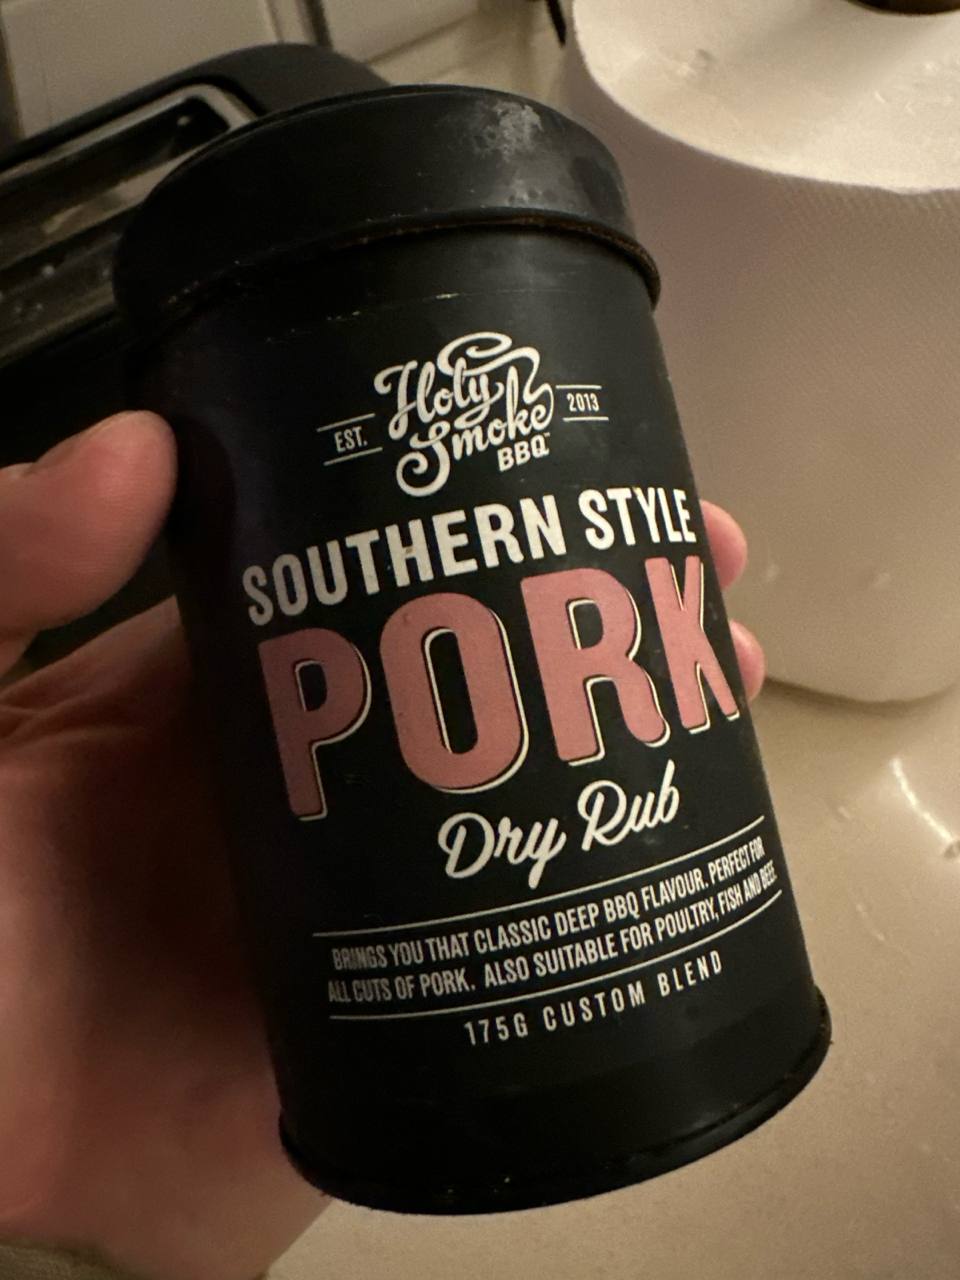 EST. Holy 2013
Smoke
BBQ™
SOUTHERN STYLE
PORK
Dry Rub
BRINGS YOU THAT CLASSIC DEEP BBQ FLAVOUR. PERFECT FOR
ALL CUTS OF PORK. ALSO SUITABLE FOR POULTRY, FISH AND BEEF.
175G CUSTOM BLEND